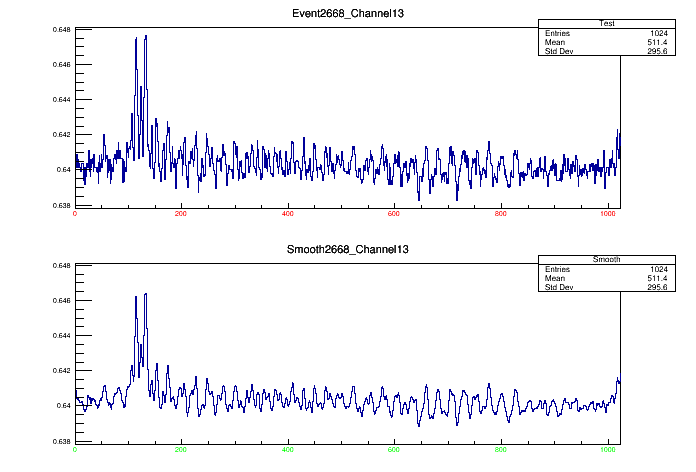 Event2668_Channel13
Test
Entries 1024
Mean 511.4
Std Dev 295.6
0.648
0.646
0.644
0.642
0.64
0.638
0 200 400 600 800 1000
Smooth2668_Channel13
Smooth
Entries 1024
Mean 511.4
Std Dev 295.6
0.648
0.646
0.644
0.642
0.64
0.638
0 200 400 600 800 1000